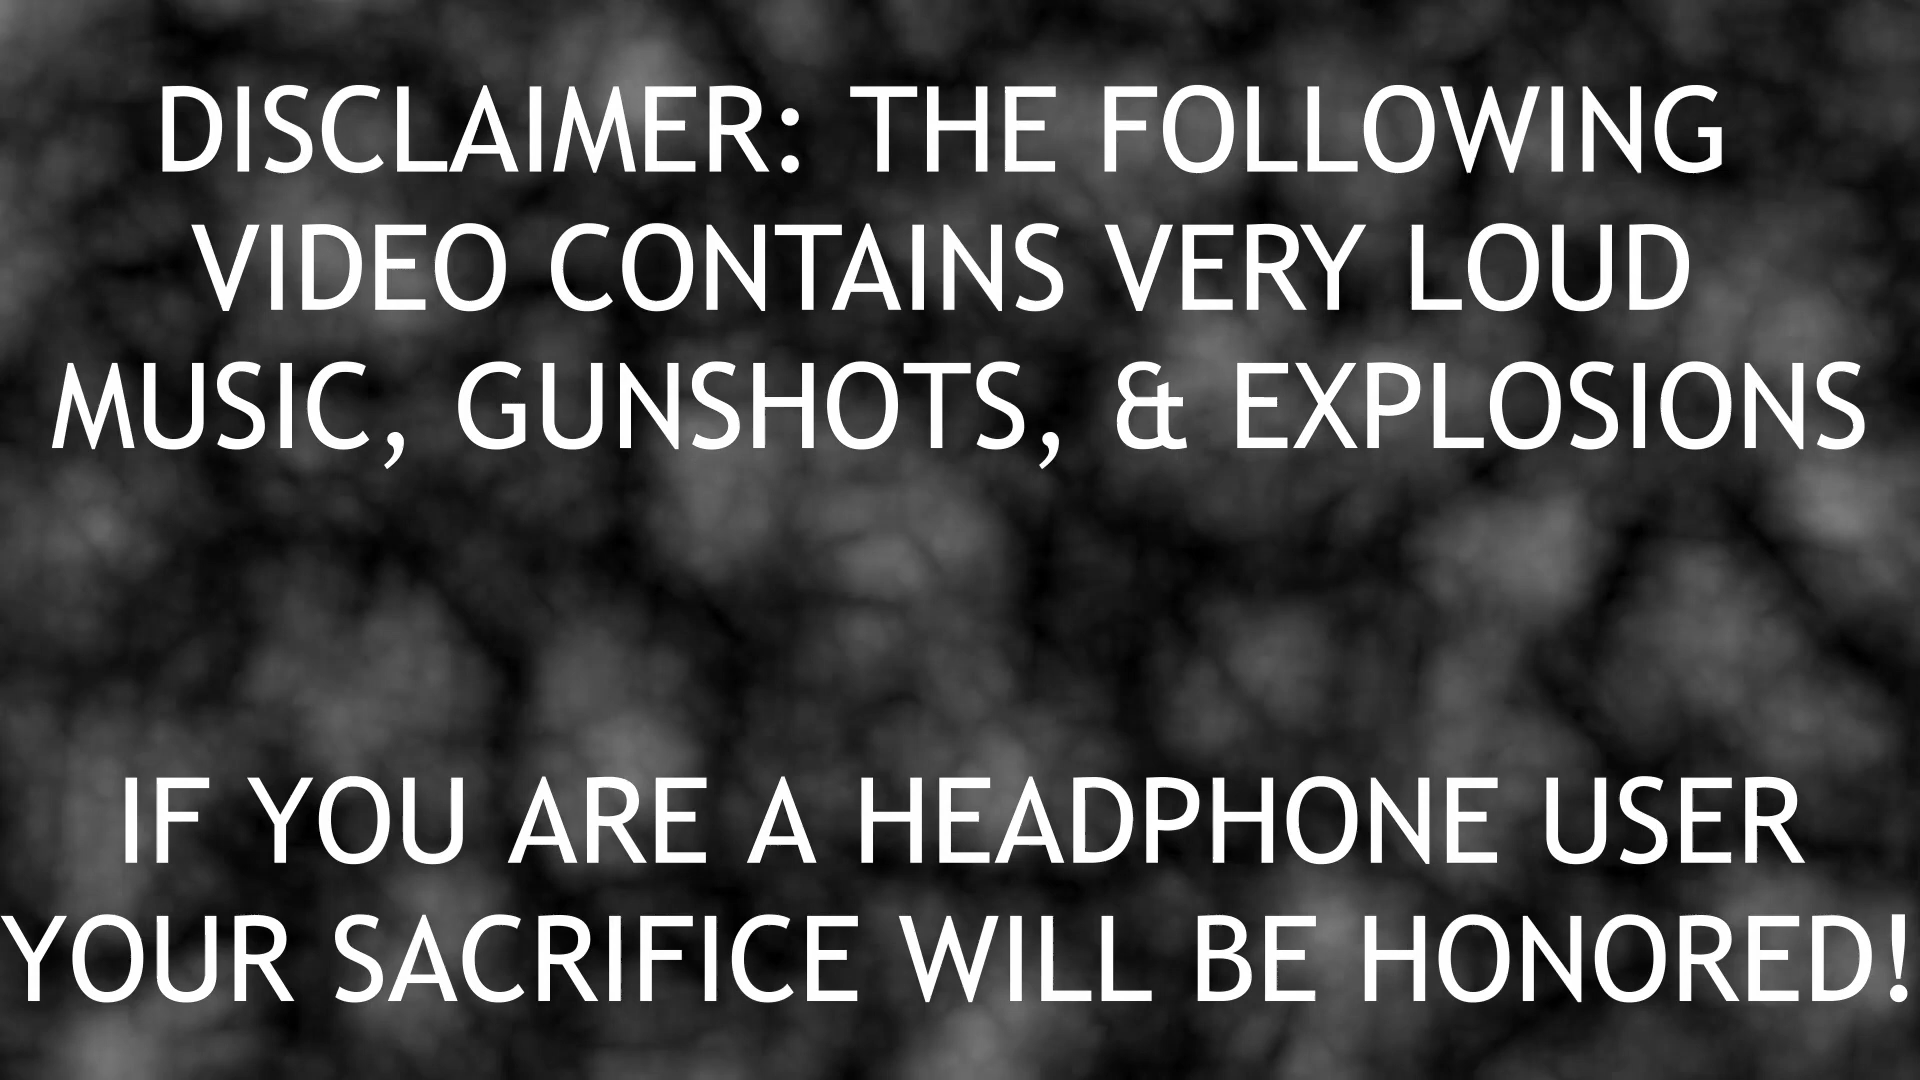 DISCLAIMER: THE FOLLOWING
VIDEO CONTAINS VERY LOUD
MUSIC, GUNSHOTS, & EXPLOSIONS
IF YOU ARE A HEADPHONE USER
YOUR SACRIFICE WILL BE HONORED!